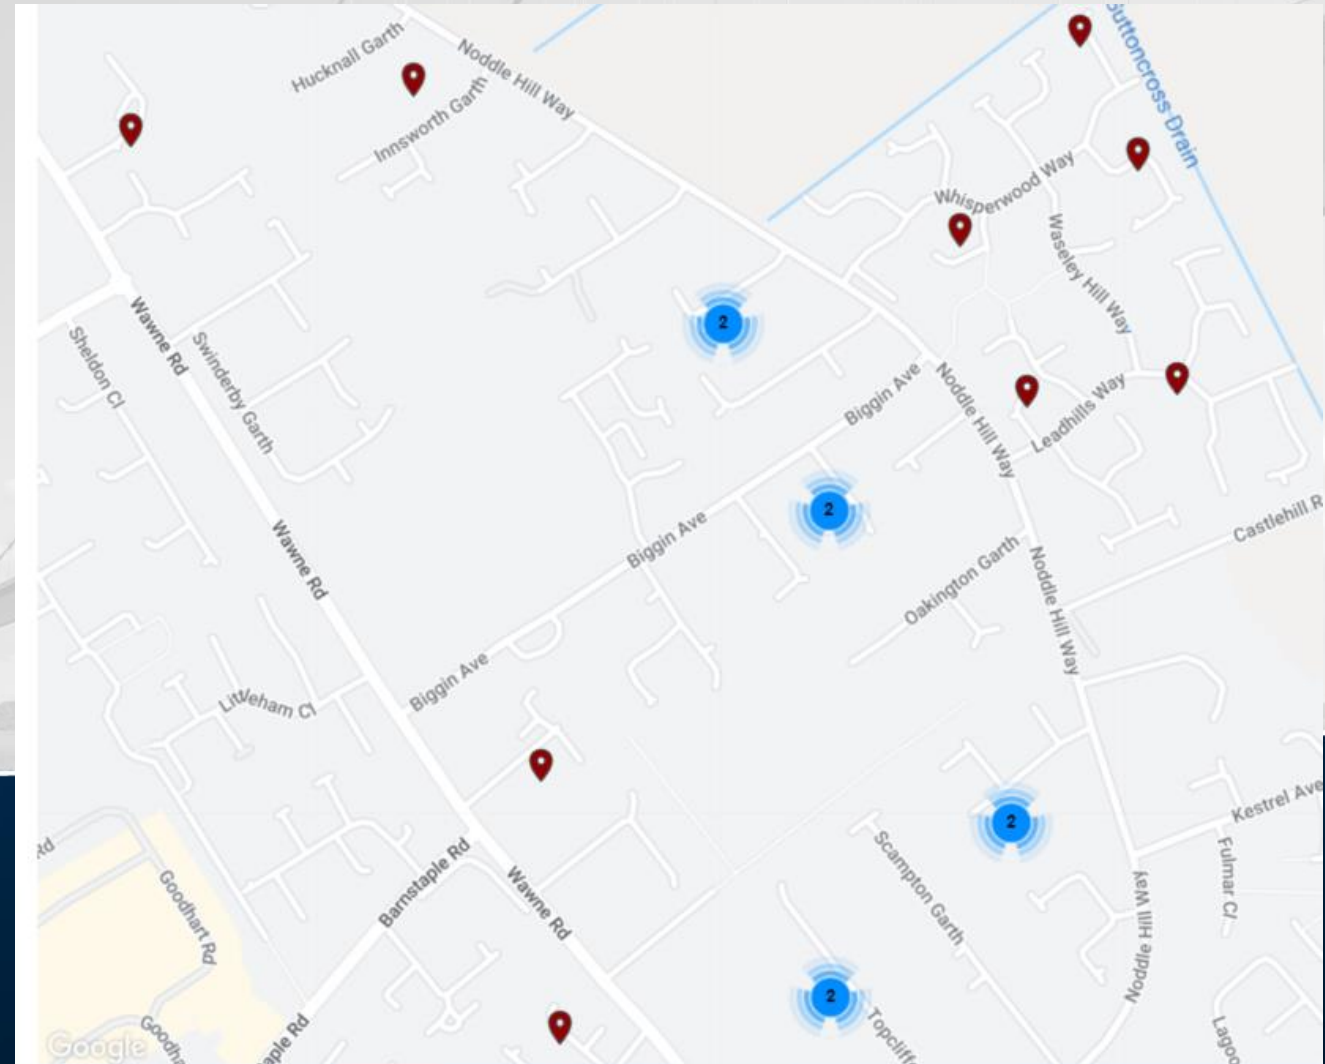 Hucknall Garth
Noddle Hill Way
Innsworth Garth
Suttoncross Drain
Whisperwood Way
Waseley Hill Way
Wawne Rd
Sheldon Cl
Swinderby Garth
2
Biggin Ave
Noddle Hill Way
Leadhills Way
2
Biggin Ave
Castlehill R
Wawne Rd
Oakington Garth
Noddle Hill Way
Biggin Ave
Littleham Cl
2
Kestrel Ave
Rd
Scampton Garth
Fulmar Cl
Barnstaple Rd
Goodhart Rd
Wawne Rd
Noddle Hill Way
2
Topcliffe
Lagoo
Goodha
aple Rd
Google